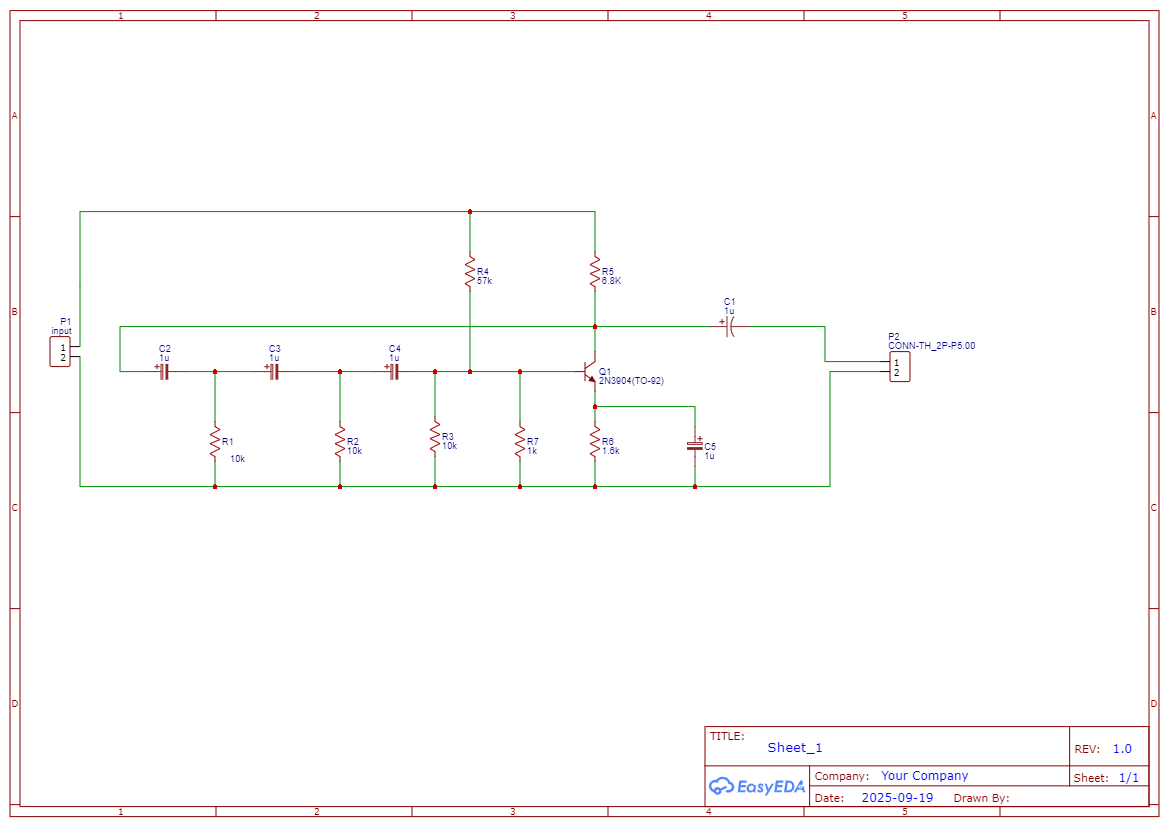 1 2 3 4 5
A A
B B
C C
D D
R4
57k
R5
6.8K
C1
1u
+
P1
input
1
2
P2
CONN-TH_2P-P5.00
1
2
C2
1u
+
C3
1u
+
C4
1u
+
Q1
2N3904(TO-92)
R1
10k
R2
10k
R3
10k
R7
1k
R6
1.6k
+
C5
1u
TITLE:
Sheet_1
REV: 1.0
EasyEDA
Company: Your Company
Sheet: 1/1
Date: 2025-09-19 Drawn By:
1 2 3 4 5